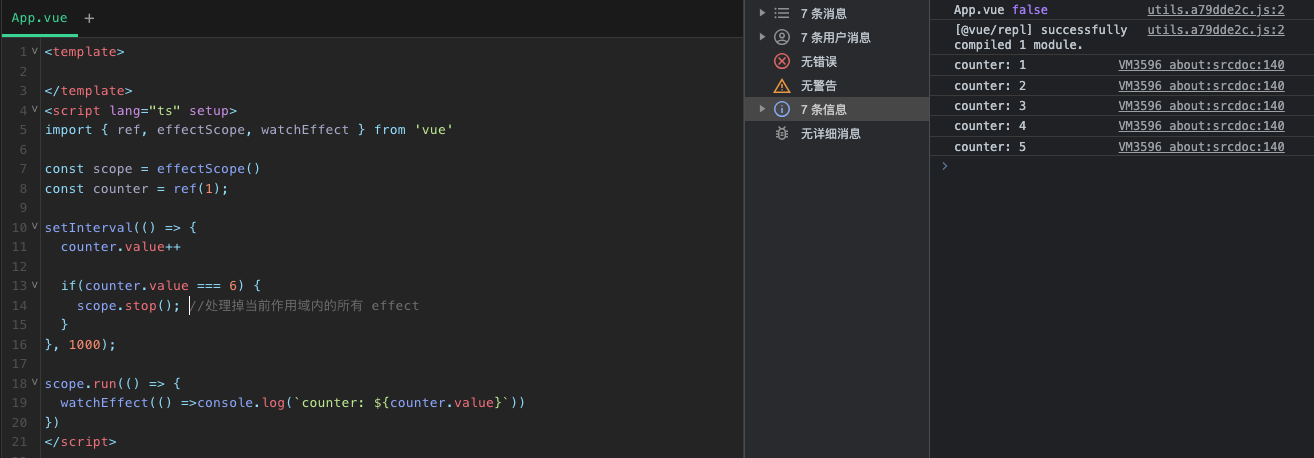 App.vue +
1 <template>
2
3 </template>
4 <script lang="ts" setup>
5 import { ref, effectScope, watchEffect } from 'vue'
6
7 const scope = effectScope()
8 const counter = ref(1);
9
10 setInterval(() => {
11   counter.value++
12
13   if(counter.value === 6) {
14     scope.stop(); //处理掉当前作用域内的所有 effect
15   }
16 }, 1000);
17
18 scope.run(() => {
19   watchEffect(() =>console.log(`counter: ${counter.value}`))
20 })
21 </script>
7 条消息
7 条用户消息
无错误
无警告
7 条信息
无详细消息
App.vue false utils.a79dde2c.js:2
[@vue/repl] successfully utils.a79dde2c.js:2
compiled 1 module.
counter: 1 VM3596 about:srcdoc:140
counter: 2 VM3596 about:srcdoc:140
counter: 3 VM3596 about:srcdoc:140
counter: 4 VM3596 about:srcdoc:140
counter: 5 VM3596 about:srcdoc:140